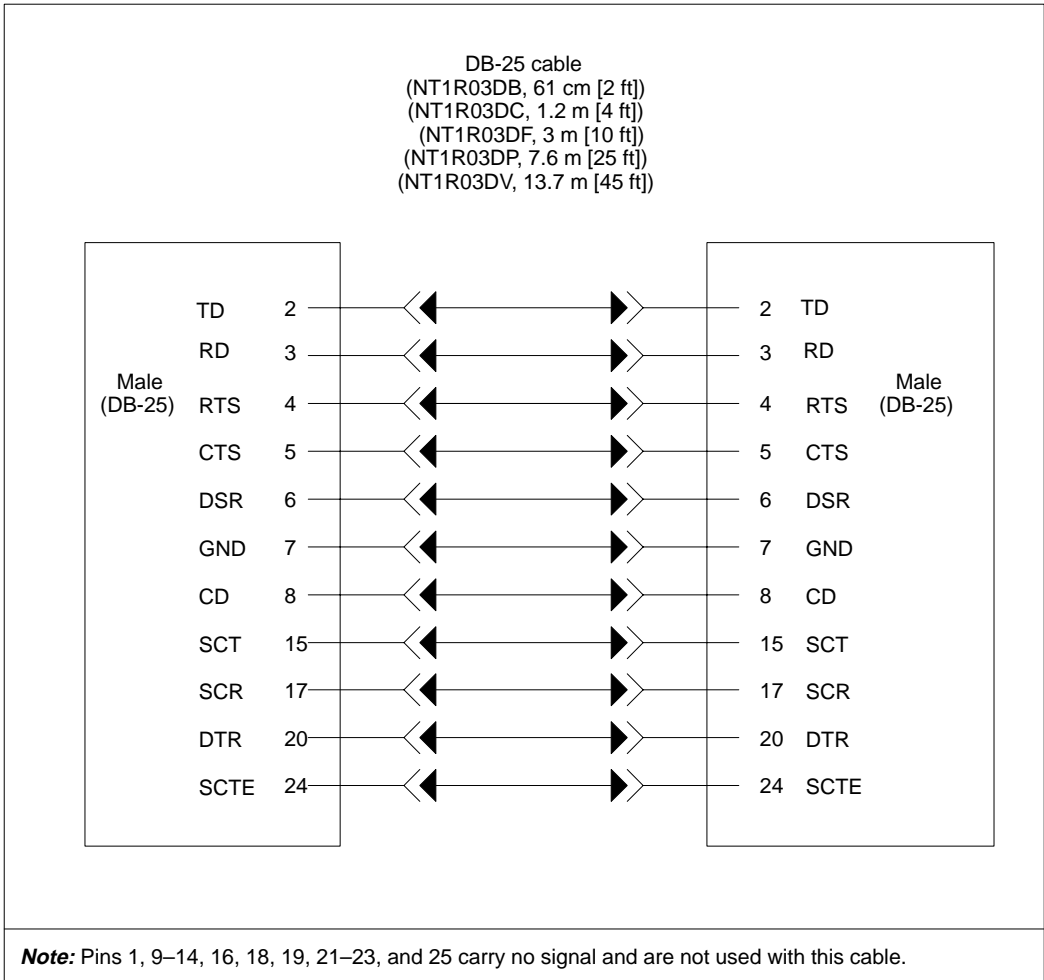 DB-25 cable
(NT1R03DB, 61 cm [2 ft])
(NT1R03DC, 1.2 m [4 ft])
(NT1R03DF, 3 m [10 ft])
(NT1R03DP, 7.6 m [25 ft])
(NT1R03DV, 13.7 m [45 ft])
TD 2 2 TD
RD 3 3 RD
Male (DB-25)
Male (DB-25)
RTS 4 4 RTS
CTS 5 5 CTS
DSR 6 6 DSR
GND 7 7 GND
CD 8 8 CD
SCT 15 15 SCT
SCR 17 17 SCR
DTR 20 20 DTR
SCTE 24 24 SCTE
Note: Pins 1, 9–14, 16, 18, 19, 21–23, and 25 carry no signal and are not used with this cable.